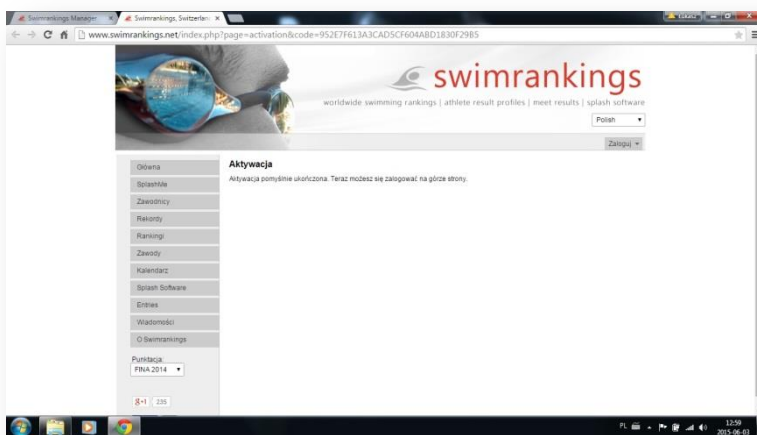 Swimrankings Manager
Swimrankings, Switzerlan
www.swimrankings.net/index.php?page=activation&code=952E7F613A3CAD5CF604ABD1830F29B5
swimrankings
worldwide swimming rankings | athlete result profiles | meet results | splash software
Polish
Zaloguj
Główna
SplashMe
Zawodnicy
Rekordy
Rankingi
Zawody
Kalendarz
Splash Software
Entries
Wiadomości
O Swimrankings
Punktacja:
FINA 2014
g+1 235
Aktywacja
Aktywacja pomyślnie ukończona. Teraz możesz się zalogować na górze strony.
PL
12:59
2015-06-03